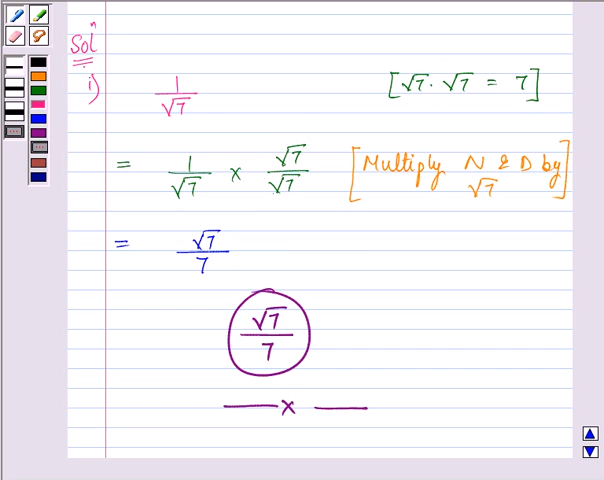 Solⁿ
i) 1/√7 [√7 · √7 = 7]
= 1/√7 × √7/√7 [Multiply N & D by √7]
= √7/7
√7/7
—— × ——